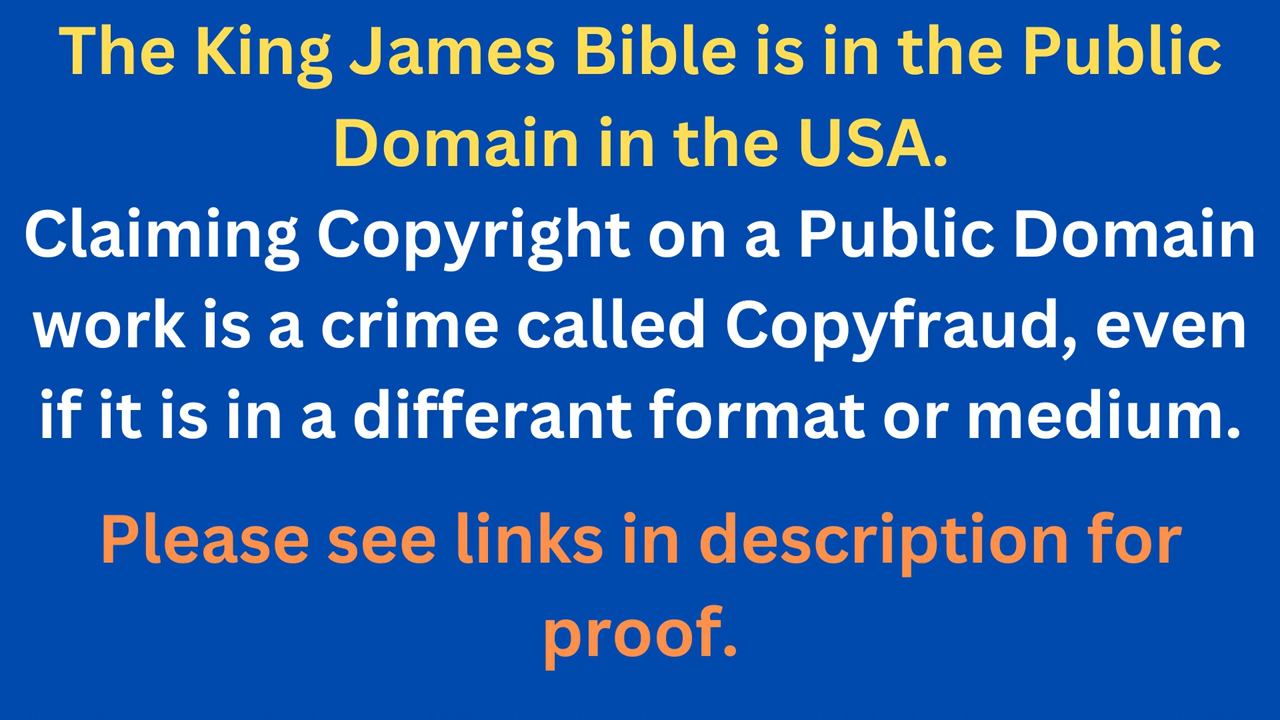 The King James Bible is in the Public
Domain in the USA.
Claiming Copyright on a Public Domain
work is a crime called Copyfraud, even
if it is in a differant format or medium.
Please see links in description for
proof.